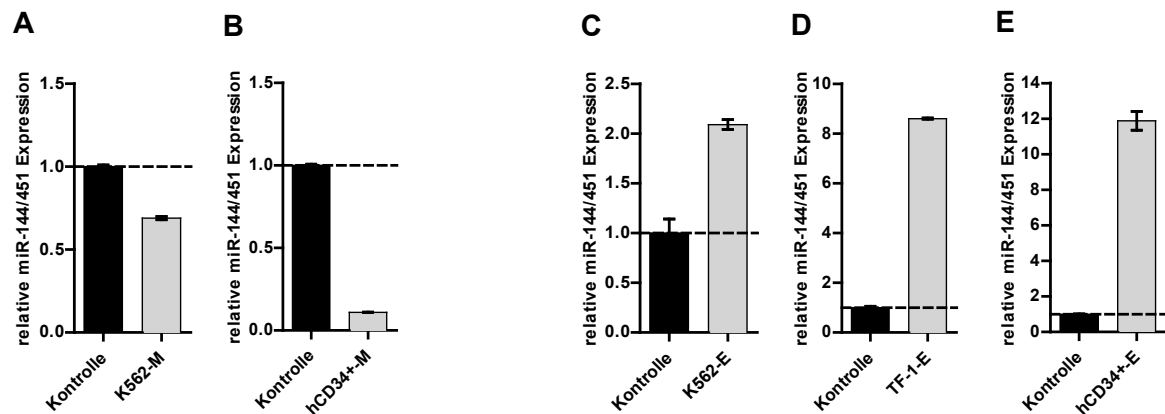 A
relative miR-144/451 Expression
1.5
1.0
0.5
0.0
Kontrolle
K562-M
B
relative miR-144/451 Expression
1.5
1.0
0.5
0.0
Kontrolle
hCD34+-M
C
relative miR-144/451 Expression
2.5
2.0
1.5
1.0
0.5
0.0
Kontrolle
K562-E
D
relative miR-144/451 Expression
10
8
6
4
2
0
Kontrolle
TF-1-E
E
relative miR-144/451 Expression
14
12
10
8
6
4
2
0
Kontrolle
hCD34+-E